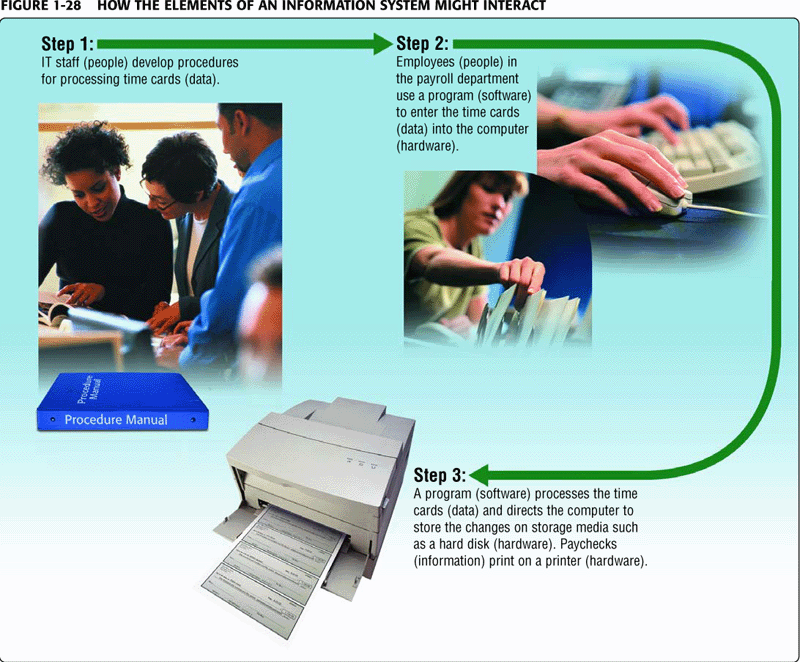 FIGURE 1-28 HOW THE ELEMENTS OF AN INFORMATION SYSTEM MIGHT INTERACT
Step 1:
IT staff (people) develop procedures
for processing time cards (data).
Step 2:
Employees (people) in
the payroll department
use a program (software)
to enter the time cards
(data) into the computer
(hardware).
Procedure
Manual
Procedure Manual
Step 3:
A program (software) processes the time
cards (data) and directs the computer to
store the changes on storage media such
as a hard disk (hardware). Paychecks
(information) print on a printer (hardware).